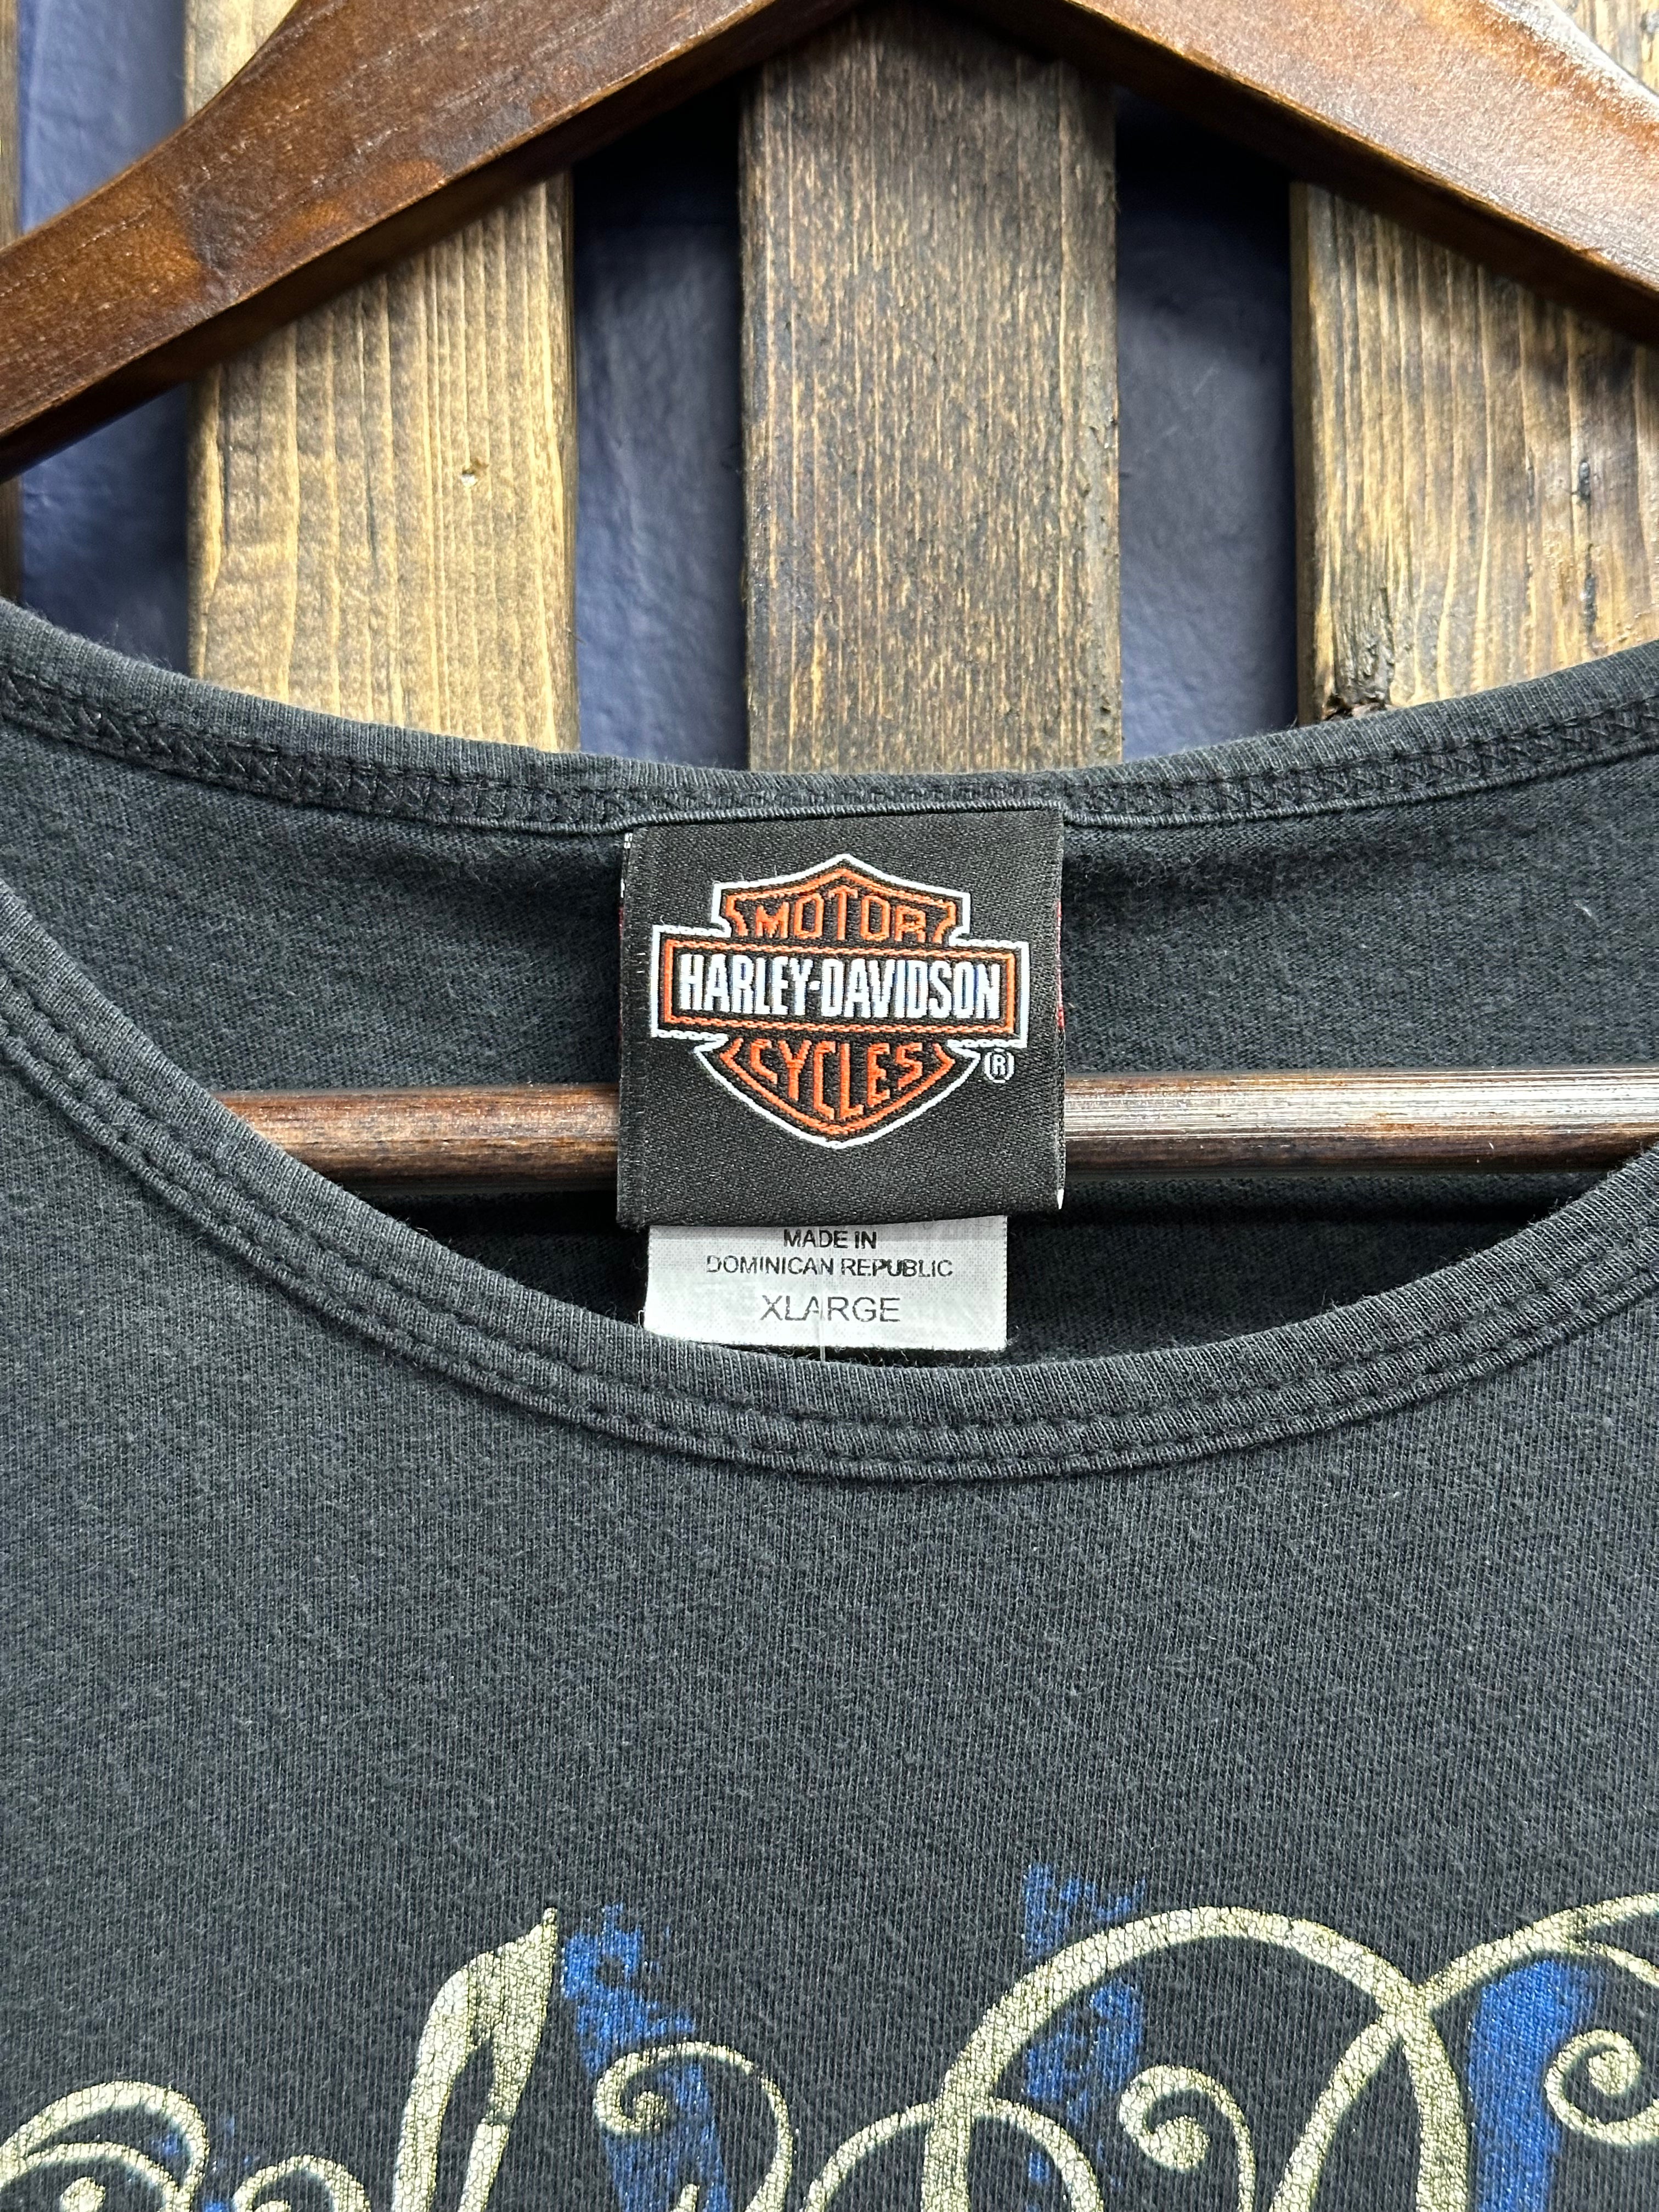 MOTOR
HARLEY-DAVIDSON
CYCLES ®
MADE IN
DOMINICAN REPUBLIC
XLARGE